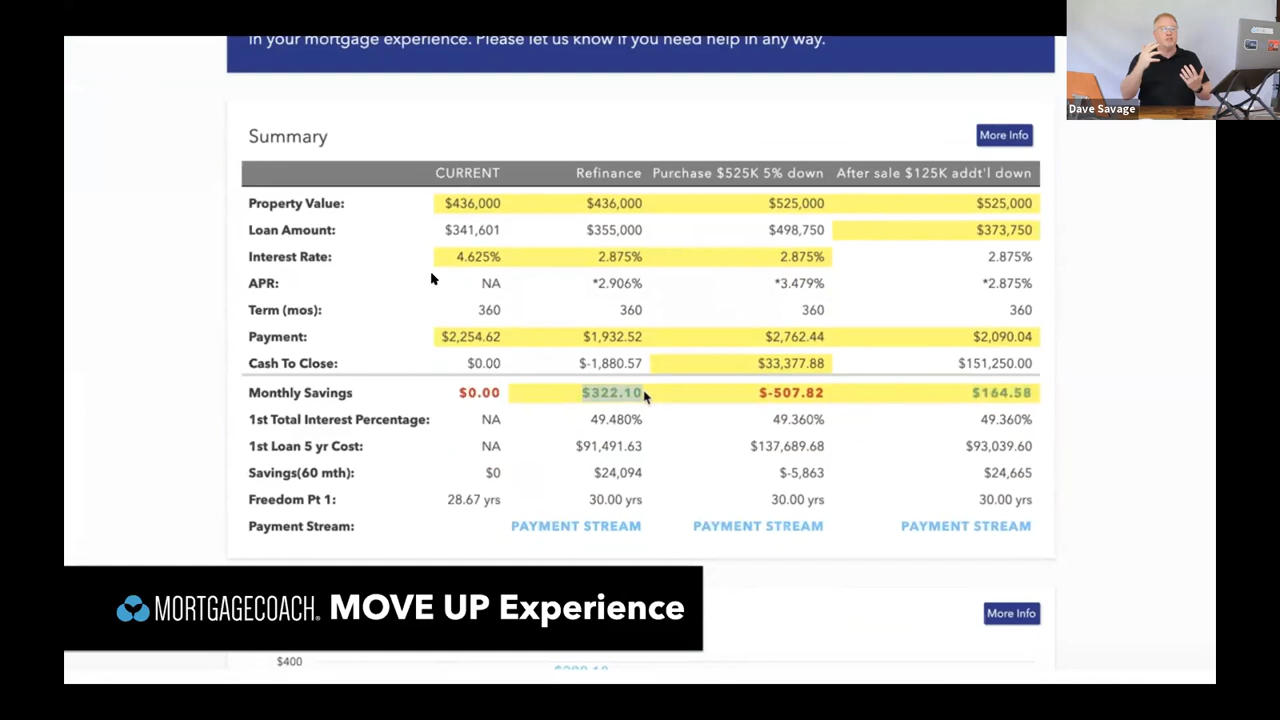 in your mortgage experience. Please let us know if you need help in any way.
Dave Savage
Summary
More Info
CURRENT Refinance Purchase $525K 5% down After sale $125K addt'l down
Property Value: $436,000 $436,000 $525,000 $525,000
Loan Amount: $341,601 $355,000 $498,750 $373,750
Interest Rate: 4.625% 2.875% 2.875% 2.875%
APR: NA *2.906% *3.479% *2.875%
Term (mos): 360 360 360 360
Payment: $2,254.62 $1,932.52 $2,762.44 $2,090.04
Cash To Close: $0.00 $-1,880.57 $33,377.88 $151,250.00
Monthly Savings $0.00 $322.10 $-507.82 $164.58
1st Total Interest Percentage: NA 49.480% 49.360% 49.360%
1st Loan 5 yr Cost: NA $91,491.63 $137,689.68 $93,039.60
Savings(60 mth): $0 $24,094 $-5,863 $24,665
Freedom Pt 1: 28.67 yrs 30.00 yrs 30.00 yrs 30.00 yrs
Payment Stream: PAYMENT STREAM PAYMENT STREAM PAYMENT STREAM
MORTGAGECOACH. MOVE UP Experience
More Info
$400